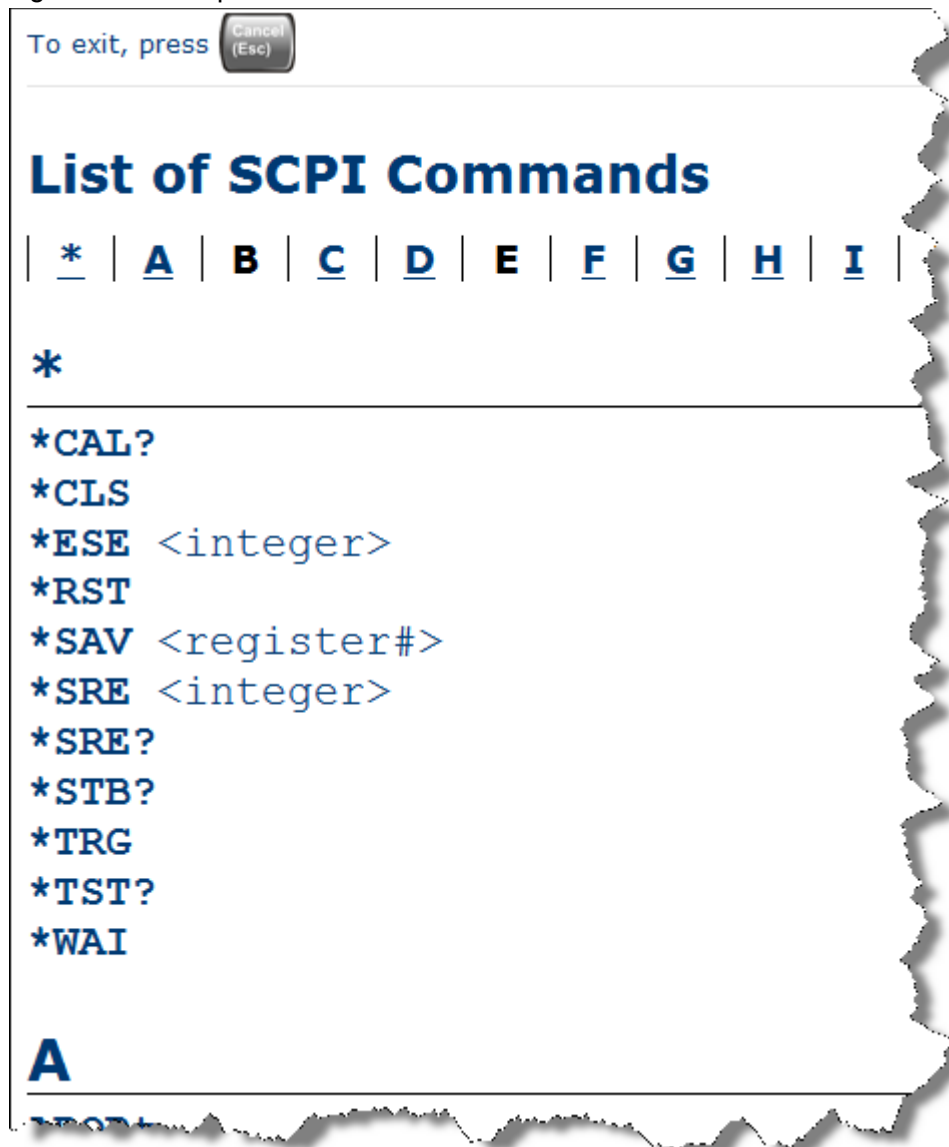 To exit, press Cancel (Esc)
List of SCPI Commands
| * | A | B | C | D | E | F | G | H | I |
*
*CAL?
*CLS
*ESE <integer>
*RST
*SAV <register#>
*SRE <integer>
*SRE?
*STB?
*TRG
*TST?
*WAI
A